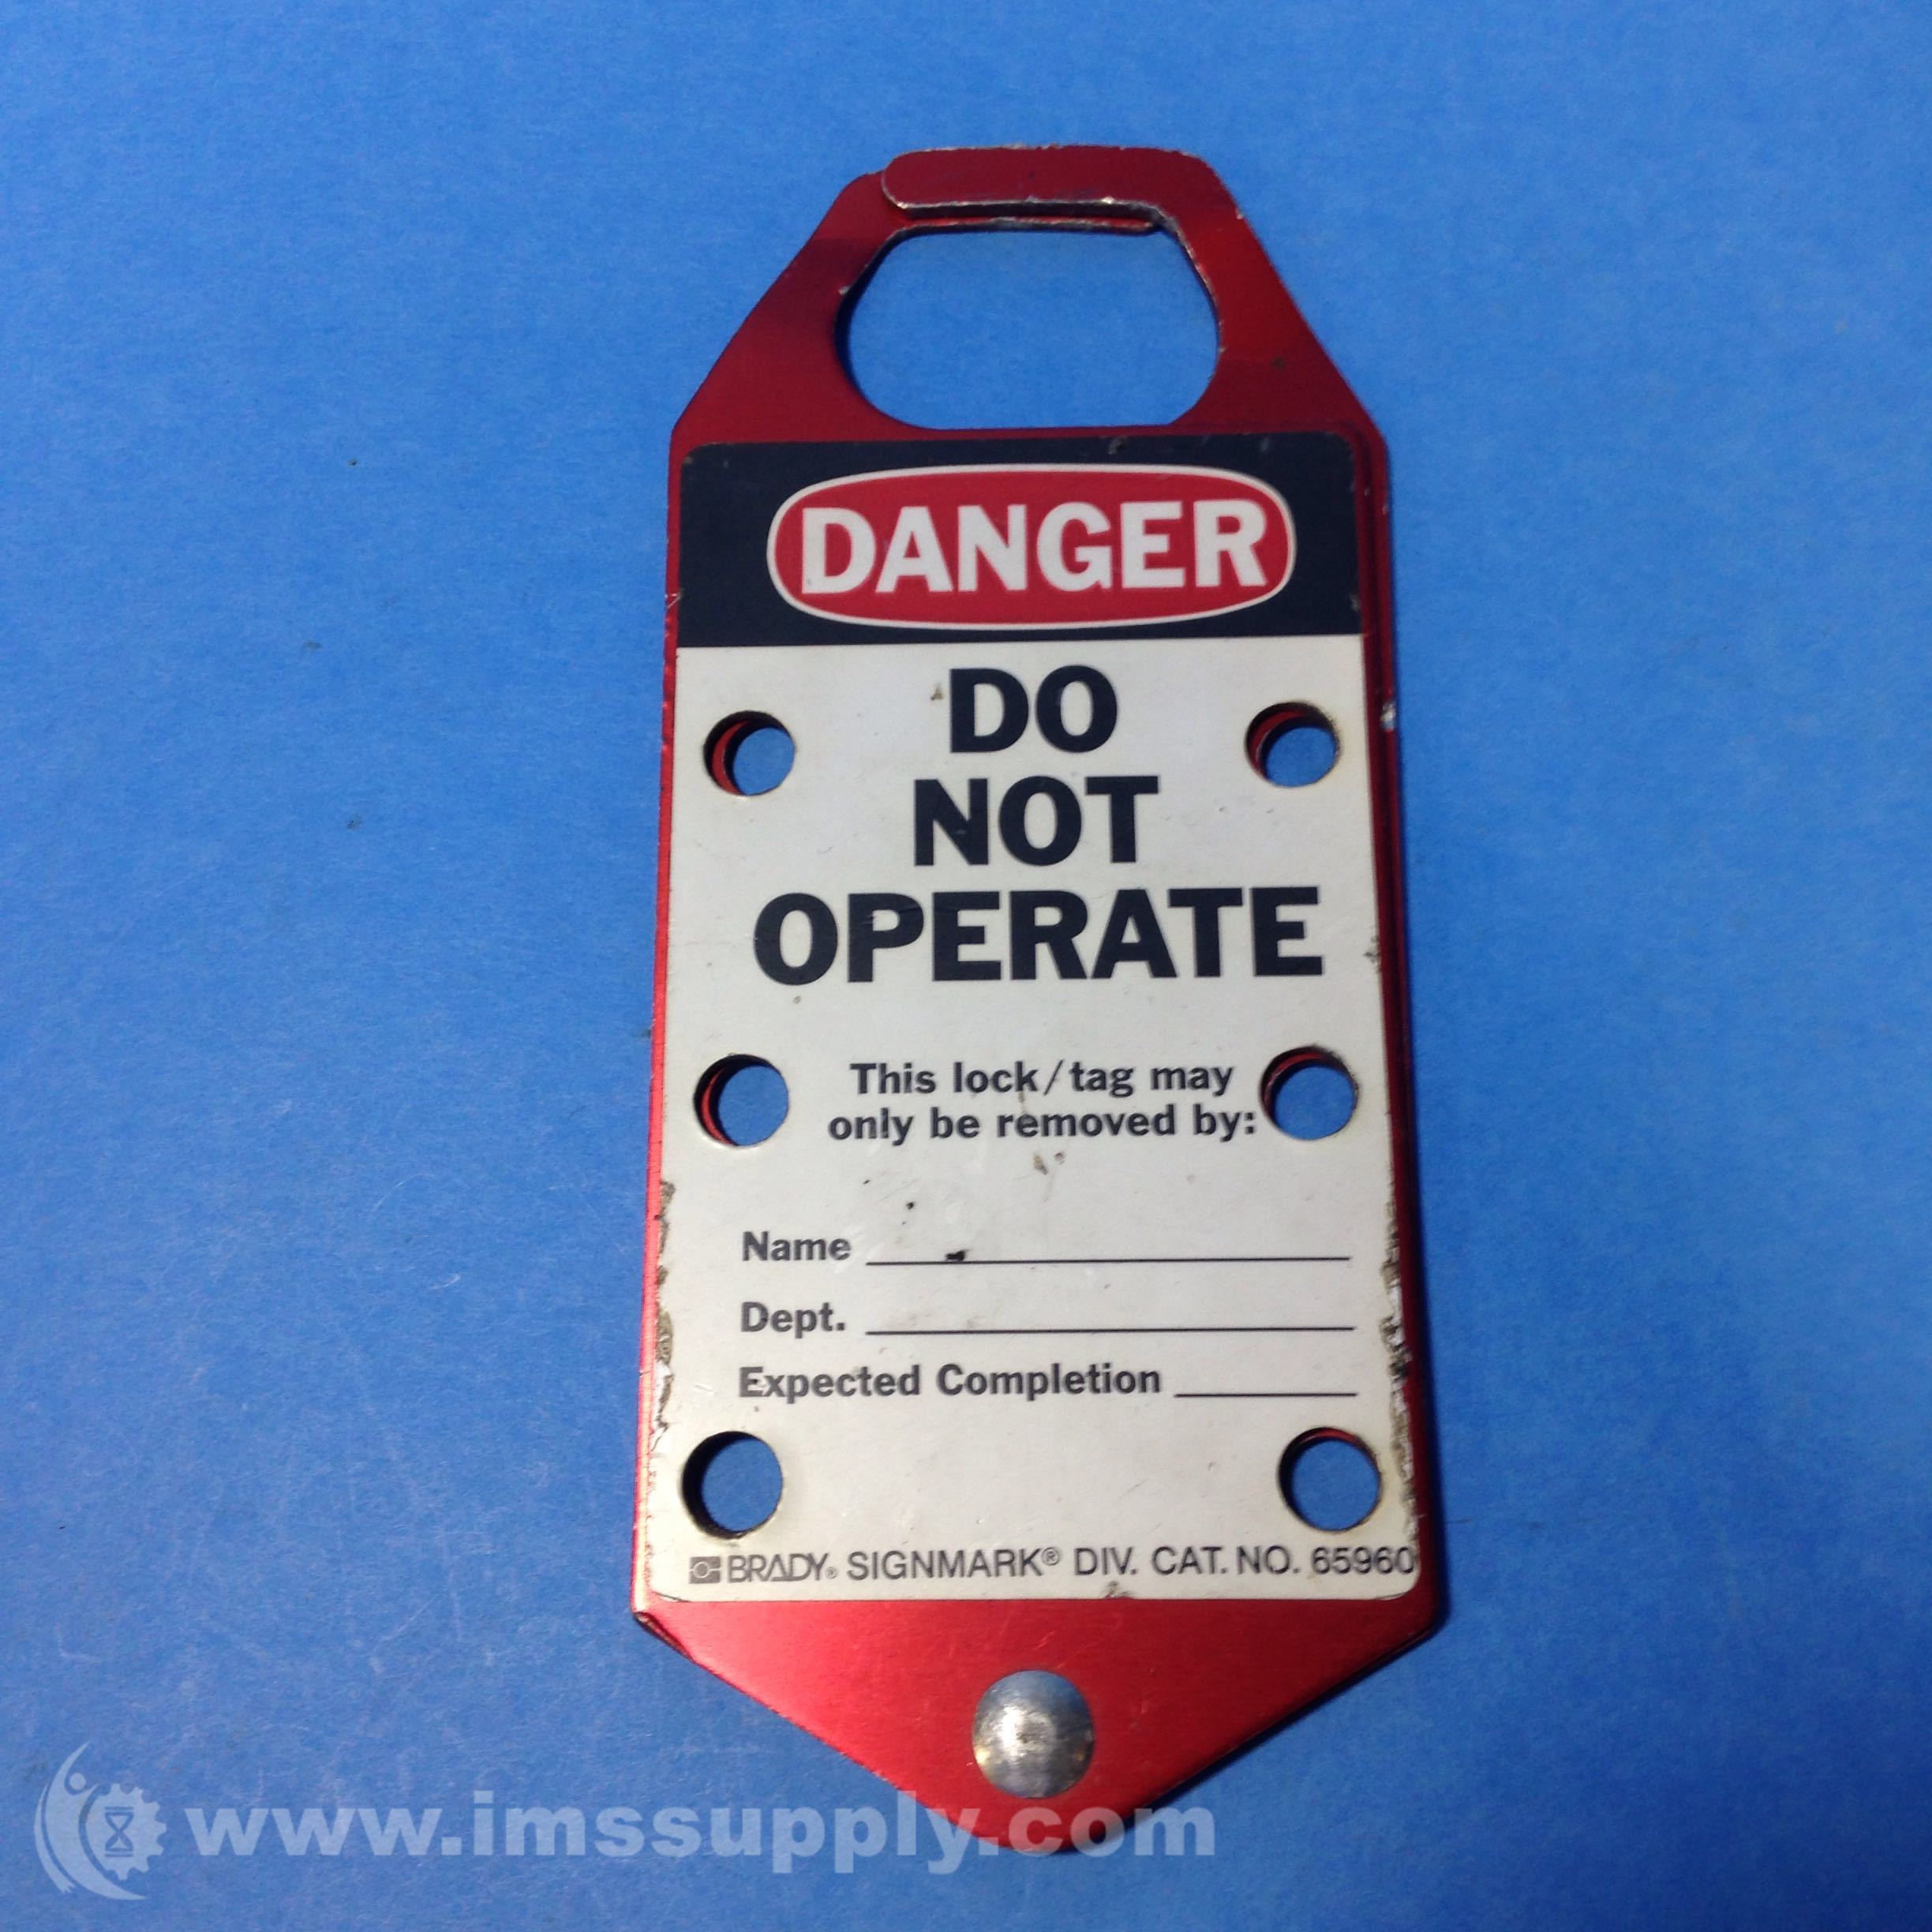 DANGER
DO
NOT
OPERATE
This lock/tag may
only be removed by:
Name
Dept.
Expected Completion
BRADY® SIGNMARK® DIV. CAT. NO. 65960
www.imssupply.com